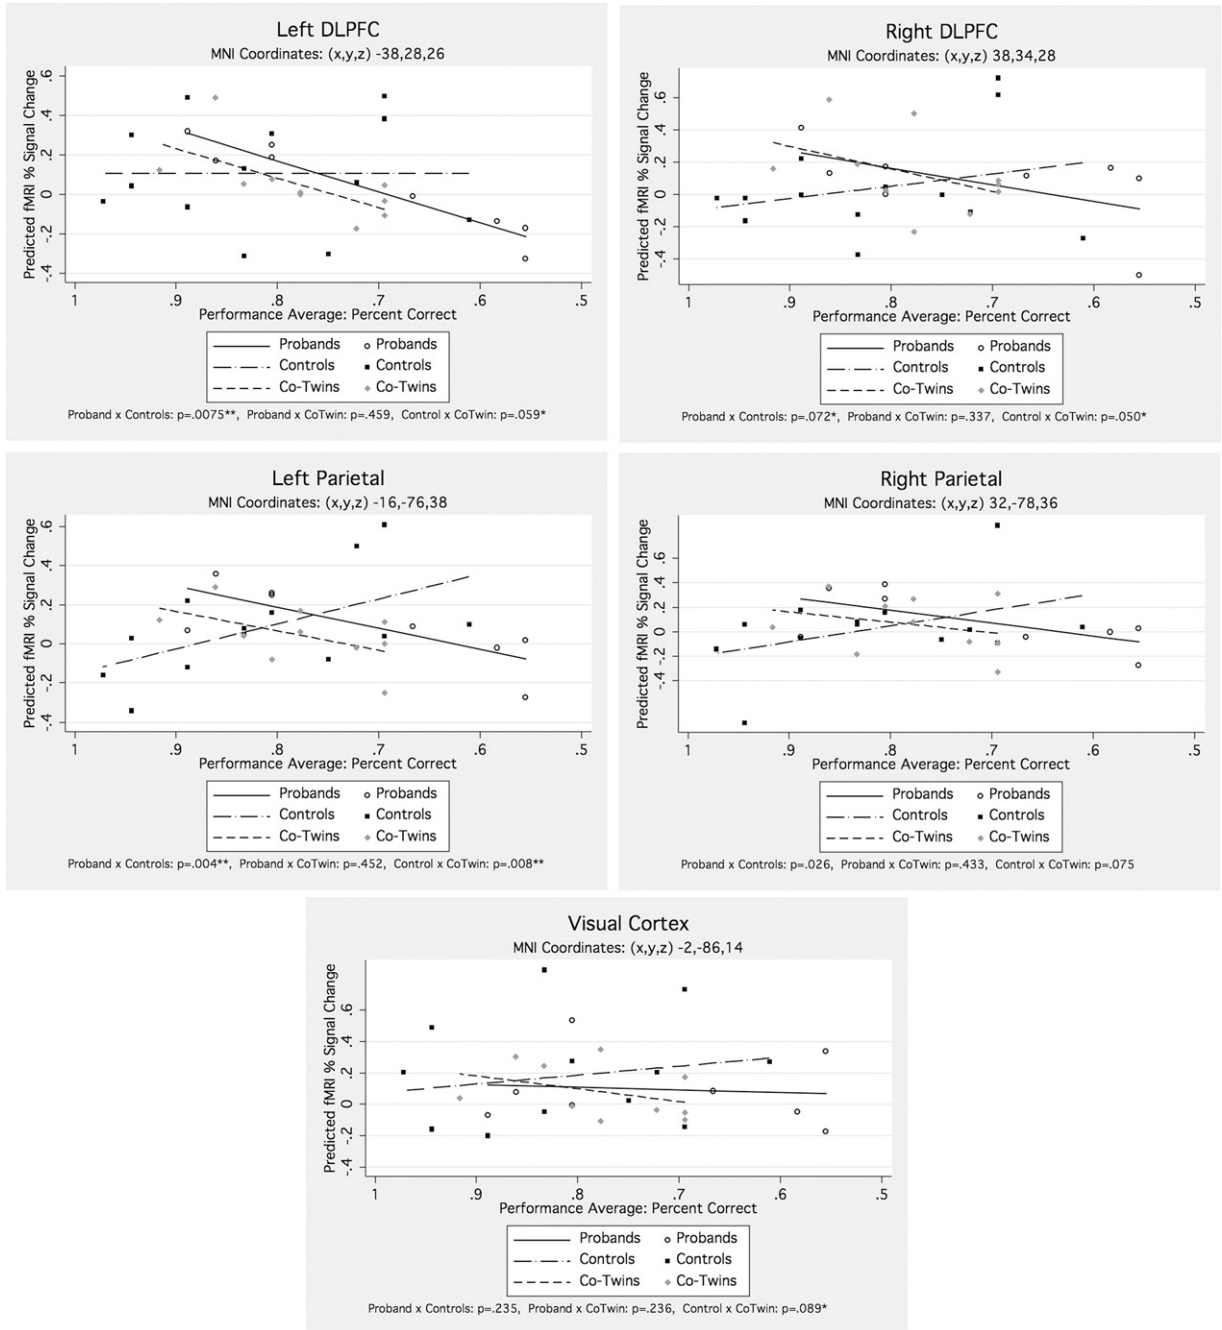 Left DLPFC
MNI Coordinates: (x,y,z) -38,28,26
Predicted fMRI % Signal Change
.6
.4
.2
0
-.2
-.4
1 .9 .8 .7 .6 .5
Performance Average: Percent Correct
Probands Probands
Controls Controls
Co-Twins Co-Twins
Proband x Controls: p=.0075**, Proband x CoTwin: p=.459, Control x CoTwin: p=.059*
Right DLPFC
MNI Coordinates: (x,y,z) 38,34,28
Predicted fMRI % Signal Change
.6
.4
.2
0
-.2
-.4
1 .9 .8 .7 .6 .5
Performance Average: Percent Correct
Probands Probands
Controls Controls
Co-Twins Co-Twins
Proband x Controls: p=.072*, Proband x CoTwin: p=.337, Control x CoTwin: p=.050*
Left Parietal
MNI Coordinates: (x,y,z) -16,-76,38
Predicted fMRI % Signal Change
.6
.4
.2
0
-.2
-.4
1 .9 .8 .7 .6 .5
Performance Average: Percent Correct
Probands Probands
Controls Controls
Co-Twins Co-Twins
Proband x Controls: p=.004**, Proband x CoTwin: p=.452, Control x CoTwin: p=.008**
Right Parietal
MNI Coordinates: (x,y,z) 32,-78,36
Predicted fMRI % Signal Change
.6
.4
.2
0
-.2
-.4
1 .9 .8 .7 .6 .5
Performance Average: Percent Correct
Probands Probands
Controls Controls
Co-Twins Co-Twins
Proband x Controls: p=.026, Proband x CoTwin: p=.433, Control x CoTwin: p=.075
Visual Cortex
MNI Coordinates: (x,y,z) -2,-86,14
Predicted fMRI % Signal Change
.6
.4
.2
0
-.2
-.4
1 .9 .8 .7 .6 .5
Performance Average: Percent Correct
Probands Probands
Controls Controls
Co-Twins Co-Twins
Proband x Controls: p=.235, Proband x CoTwin: p=.236, Control x CoTwin: p=.089*